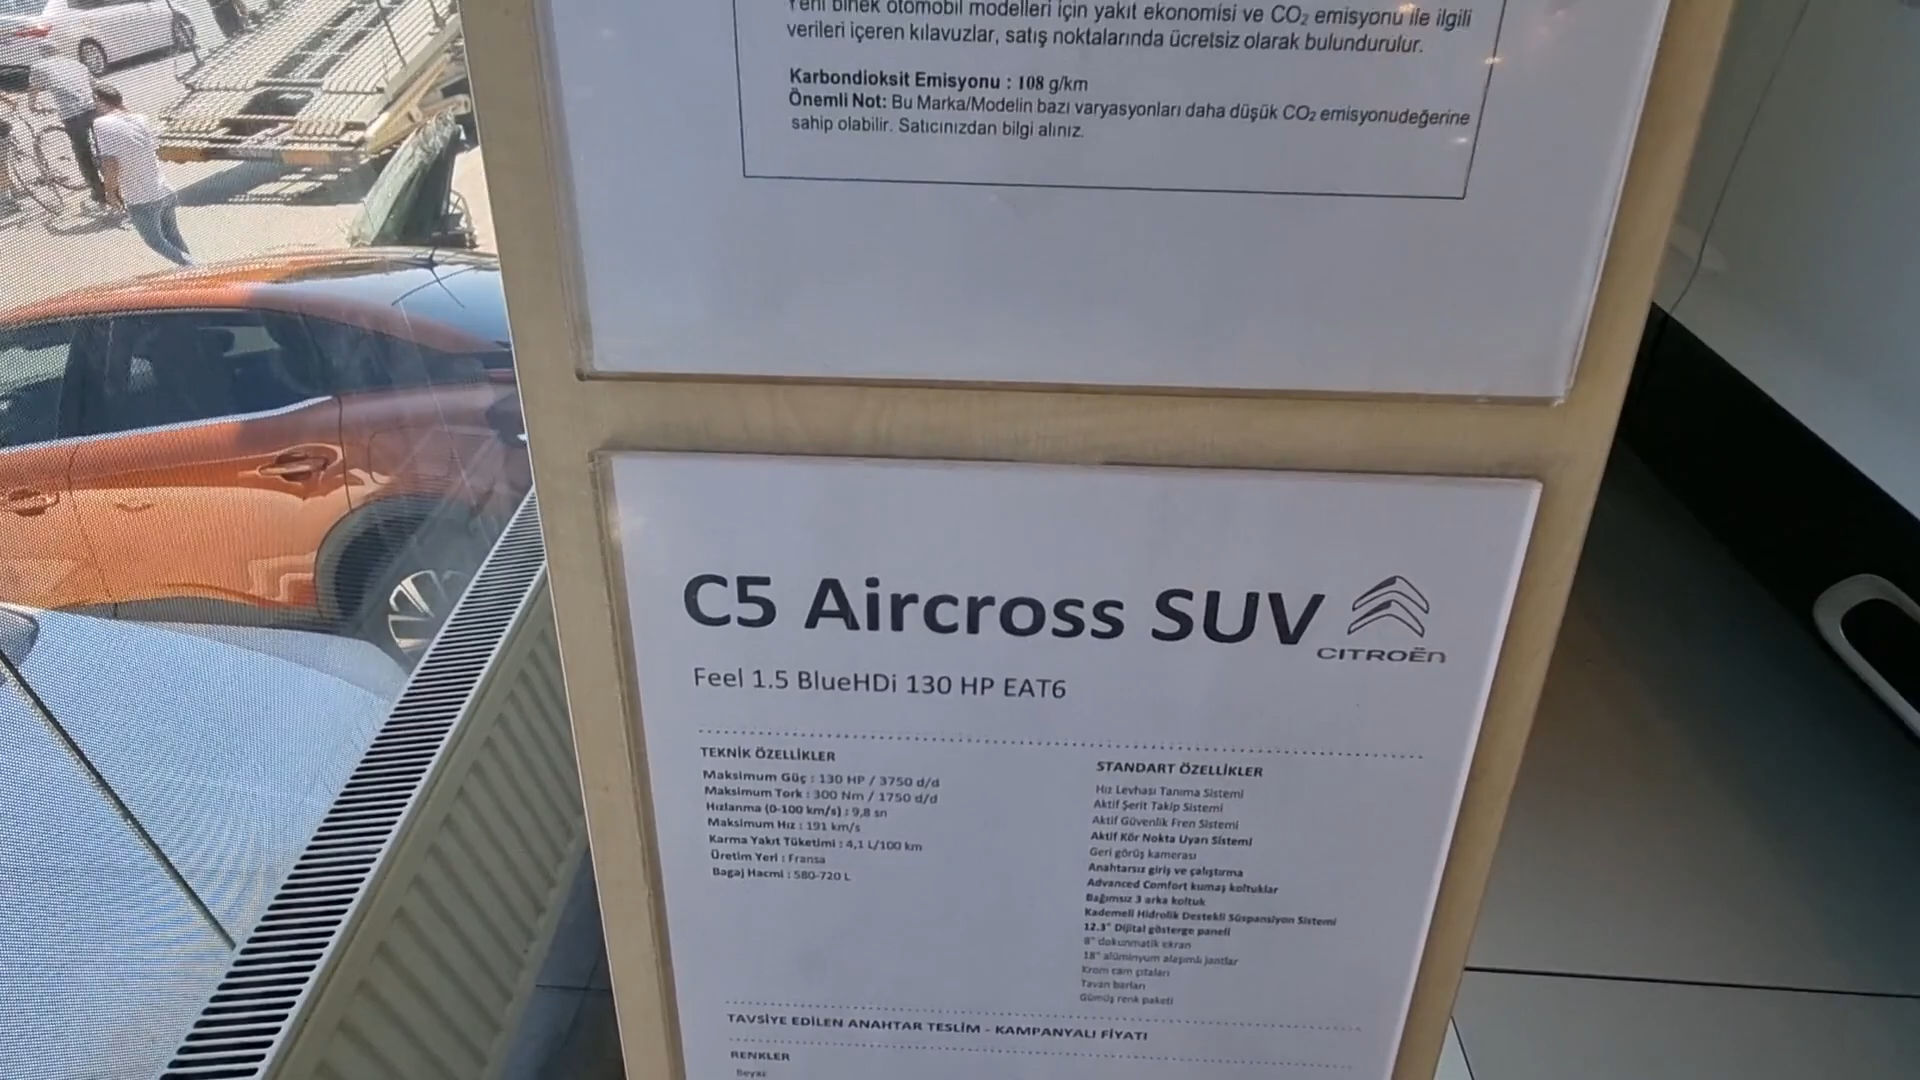 Yeni binek otomobil modelleri için yakıt ekonomisi ve CO₂ emisyonu ile ilgili
verileri içeren kılavuzlar, satış noktalarında ücretsiz olarak bulundurulur.
Karbondioksit Emisyonu : 108 g/km
Önemli Not: Bu Marka/Modelin bazı varyasyonları daha düşük CO₂ emisyonudeğerine
sahip olabilir. Satıcınızdan bilgi alınız.
C5 Aircross SUV
CITROËN
Feel 1.5 BlueHDi 130 HP EAT6
TEKNİK ÖZELLİKLER
Maksimum Güç : 130 HP / 3750 d/d
Maksimum Tork : 300 Nm / 1750 d/d
Hızlanma (0-100 km/s) : 9,8 sn
Maksimum Hız : 191 km/s
Karma Yakıt Tüketimi : 4,1 L/100 km
Üretim Yeri : Fransa
Bagaj Hacmi : 580-720 L
STANDART ÖZELLİKLER
Hız Levhası Tanıma Sistemi
Aktif Şerit Takip Sistemi
Aktif Güvenlik Fren Sistemi
Aktif Kör Nokta Uyarı Sistemi
Geri görüş kamerası
Anahtarsız giriş ve çalıştırma
Advanced Comfort kumaş koltuklar
Bağımsız 3 arka koltuk
Kademeli Hidrolik Destekli Süspansiyon Sistemi
12.3" Dijital gösterge paneli
8" dokunmatik ekran
18" alüminyum alaşımlı jantlar
Krom cam çıtaları
Tavan barları
Gümüş renk paketi
TAVSİYE EDİLEN ANAHTAR TESLİM - KAMPANYALI FİYATI
RENKLER
Beyaz